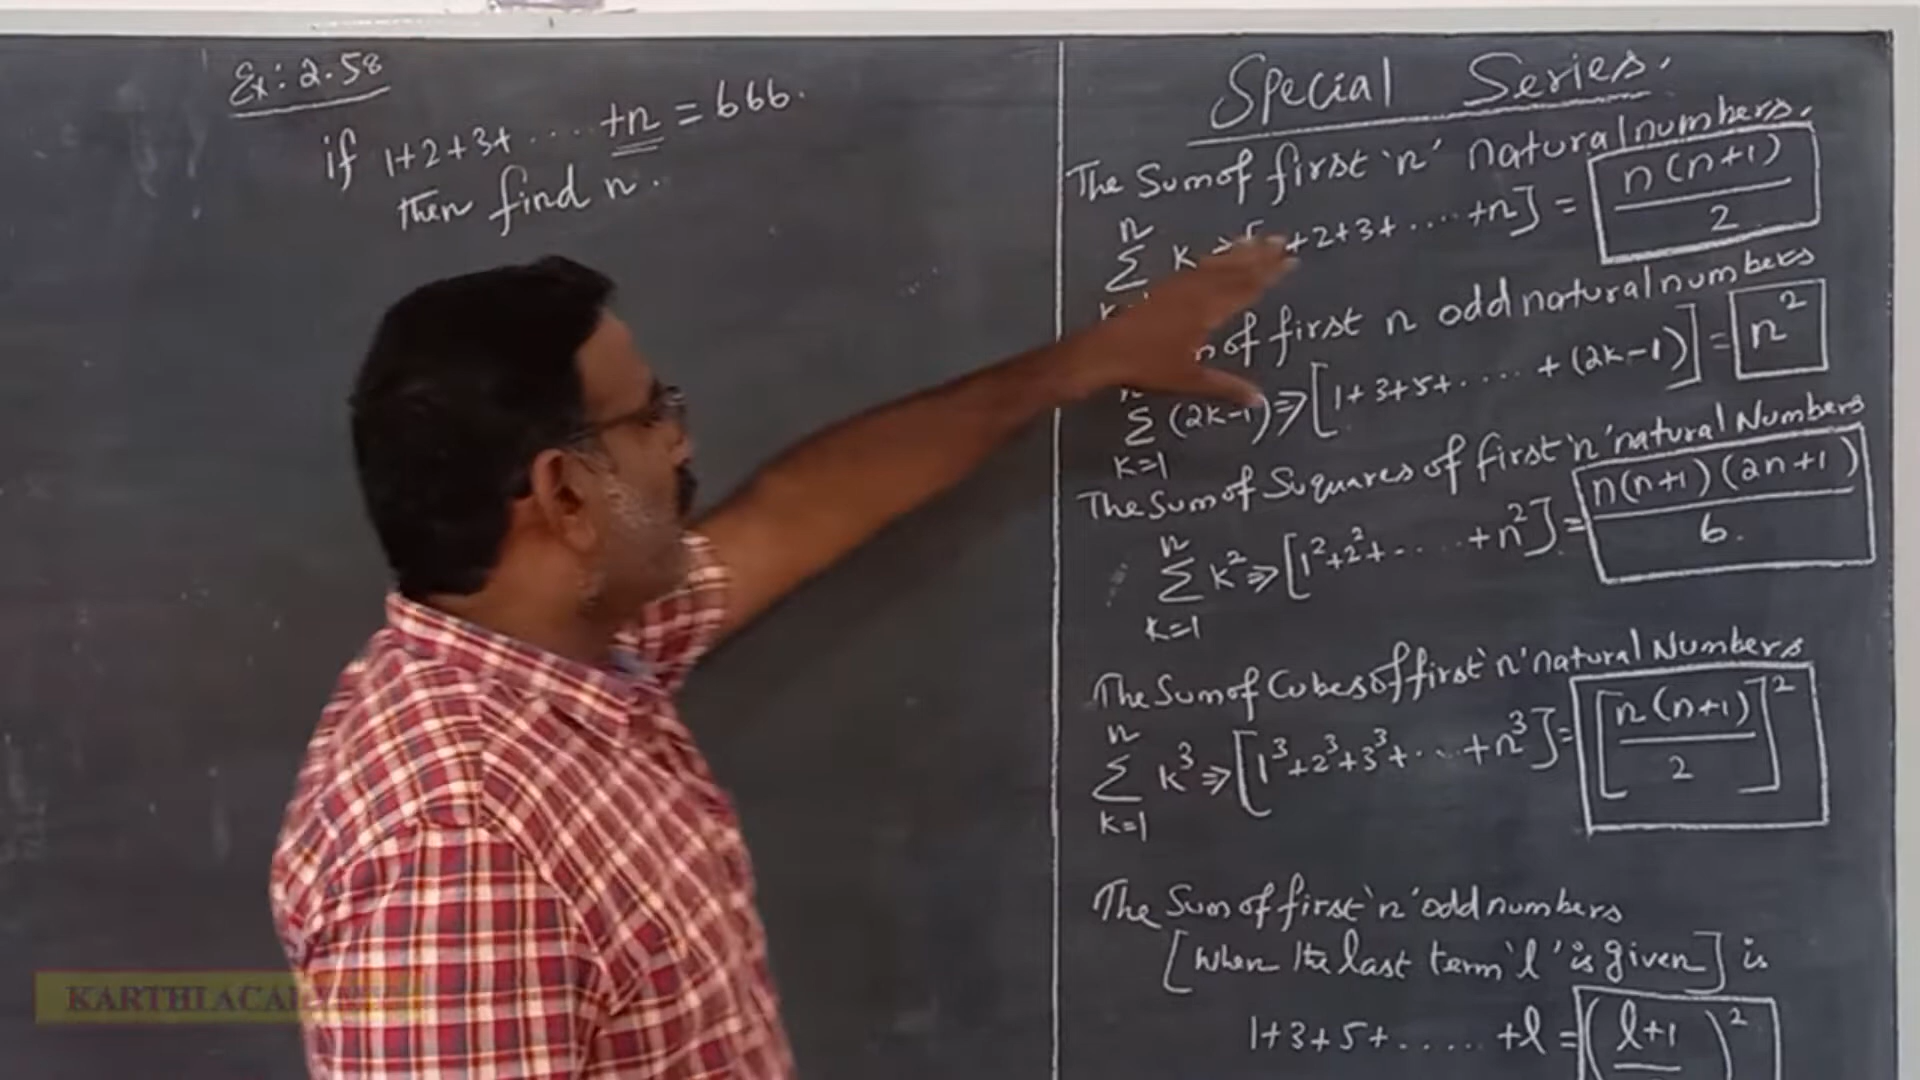 Ex: 2.58
if 1+2+3+ ..... +n = 666.
then find n.
Special Series.
The Sum of first 'n' natural numbers.
n
Σ k ⇒ [ +2+3+ ..... +n] = n(n+1)/2
of first n odd natural numbers
Σ (2k-1) ⇒ [1+3+5+ ..... + (2k-1)] = n²
k=1
The Sum of Suquares of first 'n' natural Numbers
n
Σ k² ⇒ [1²+2²+ ..... +n²] = n(n+1)(2n+1)/6.
k=1
The Sum of Cubes of first 'n' natural Numbers
n
Σ k³ ⇒ [1³+2³+3³+ .... +n³] = [n(n+1)/2]²
k=1
The Sum of first 'n' odd numbers
[when the last term 'l' is given] is
1+3+5+ ...... +l = (l+1)²
KARTHI ACA